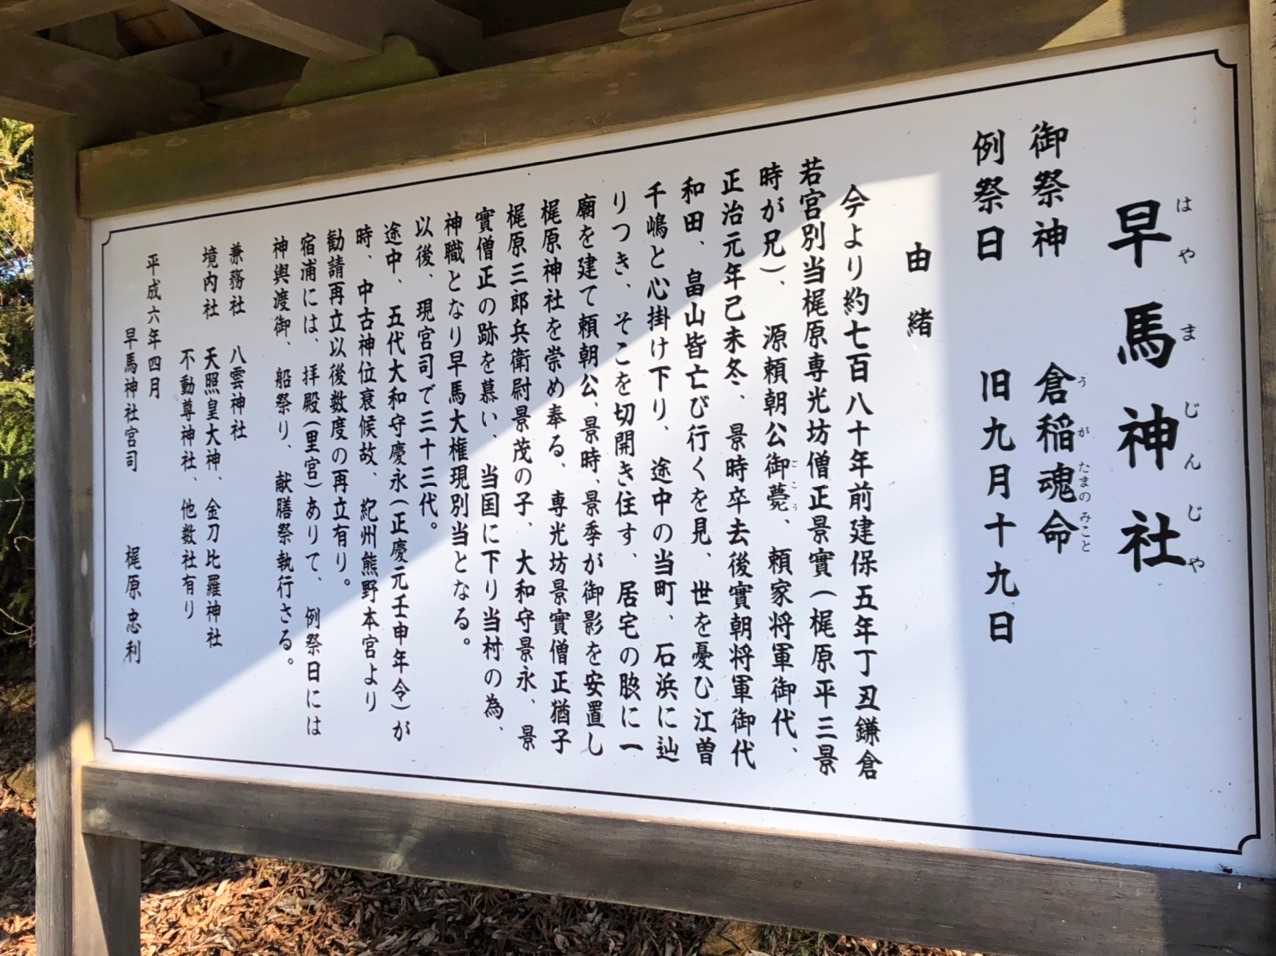 早馬神社
はやまじんじゃ
御祭神 倉稲魂命
うがたまのみこと
例祭日 旧九月十九日
由緒
今より約七百八十年前建保五年丁丑鎌倉
若宮別当梶原専光坊僧正景實（梶原平三景
時が兄）、源頼朝公御薨、頼家将軍御代、
こう
正治元年己未冬、景時卒去後實朝将軍御代
和田、畠山皆亡び行くを見、世を憂ひ江曽
千嶋と心掛け下り、途中の当町、石浜に辿
りつき、そこを切開き住す、居宅の脇に一
廟を建て頼朝公、景時、景季が御影を安置し
梶原神社を崇め奉る、専光坊景實僧正猶子
梶原三郎兵衛尉景茂の子、大和守景永、景
實僧正の跡を慕い、当国に下り当村の為、
神職となり早馬大権現別当となる。
以後、現宮司で三十三代。
途中、五代大和守慶永（正慶元壬申年令）が
時、中古神位衰候故、紀州熊野本宮より
勧請再立以後数度の再立有り。
宿浦には、拝殿（里宮）ありて、例祭日には
神輿渡御、船祭り、献膳祭執行さる。
兼務社 八雲神社
境内社 天照皇大神、金刀比羅神社
不動尊神社、他数社有り
平成六年四月
早馬神社宮司 梶原忠利